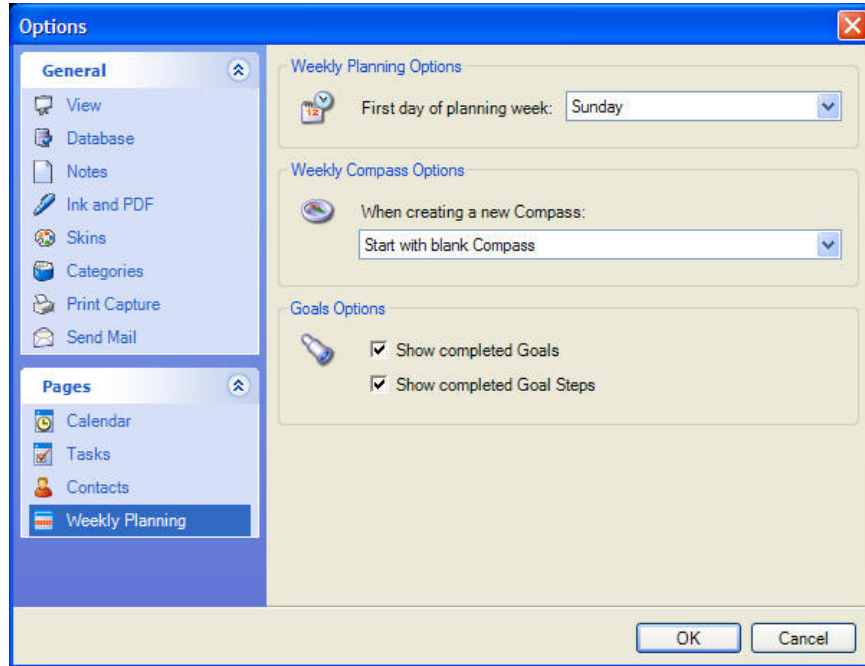 Options
General
View
Database
Notes
Ink and PDF
Skins
Categories
Print Capture
Send Mail
Pages
Calendar
Tasks
Contacts
Weekly Planning
Weekly Planning Options
First day of planning week: Sunday
Weekly Compass Options
When creating a new Compass:
Start with blank Compass
Goals Options
Show completed Goals
Show completed Goal Steps
OK Cancel